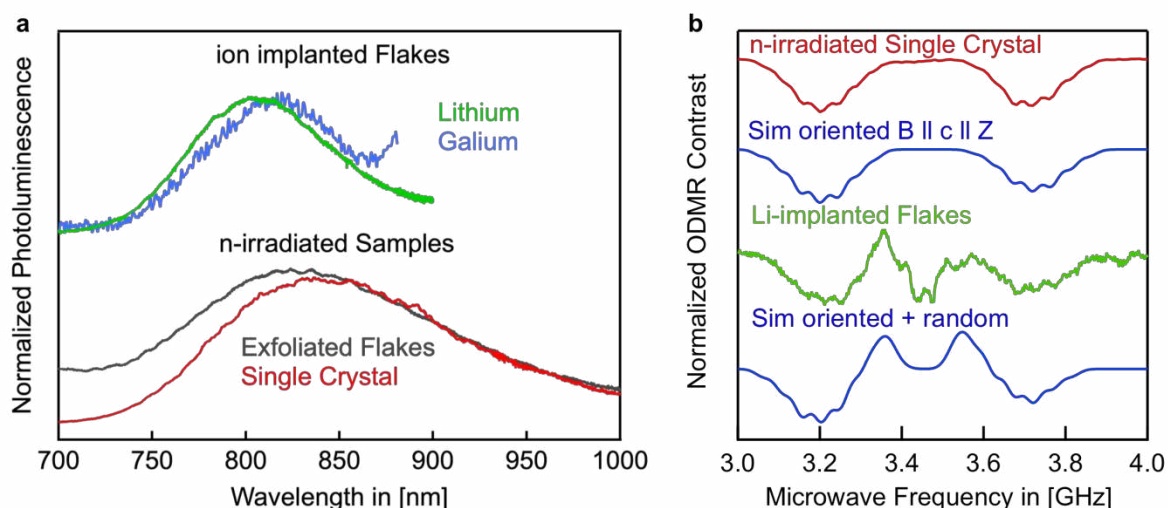 a
ion implanted Flakes
Lithium
Galium
n-irradiated Samples
Exfoliated Flakes
Single Crystal
Normalized Photoluminescence
700 750 800 850 900 950 1000
Wavelength in [nm]
b
n-irradiated Single Crystal
Sim oriented B || c || Z
Li-implanted Flakes
Sim oriented + random
Normalized ODMR Contrast
3.0 3.2 3.4 3.6 3.8 4.0
Microwave Frequency in [GHz]